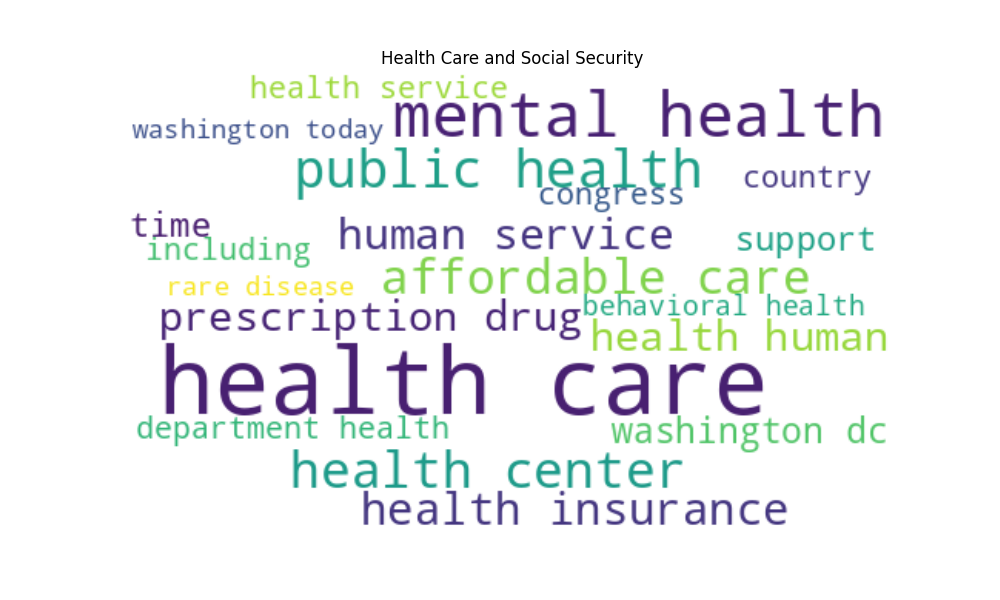 Health Care and Social Security
health service
mental health
washington today
public health
country
congress
time
human service
support
including
affordable care
rare disease
behavioral health
prescription drug
health human
health care
department health
washington dc
health center
health insurance